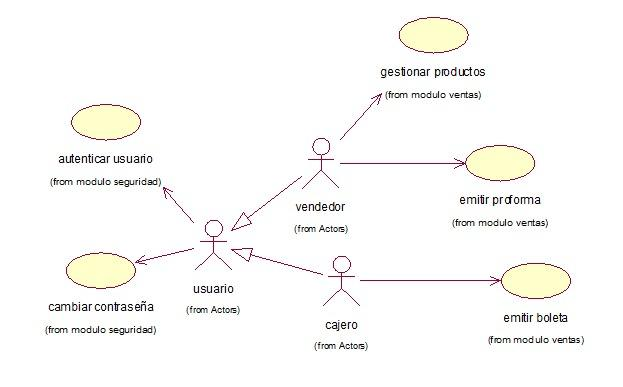 gestionar productos
(from modulo ventas)
autenticar usuario
(from modulo seguridad)
vendedor
(from Actors)
emitir proforma
(from modulo ventas)
usuario
(from Actors)
cambiar contraseña
(from modulo seguridad)
cajero
(from Actors)
emitir boleta
(from modulo ventas)